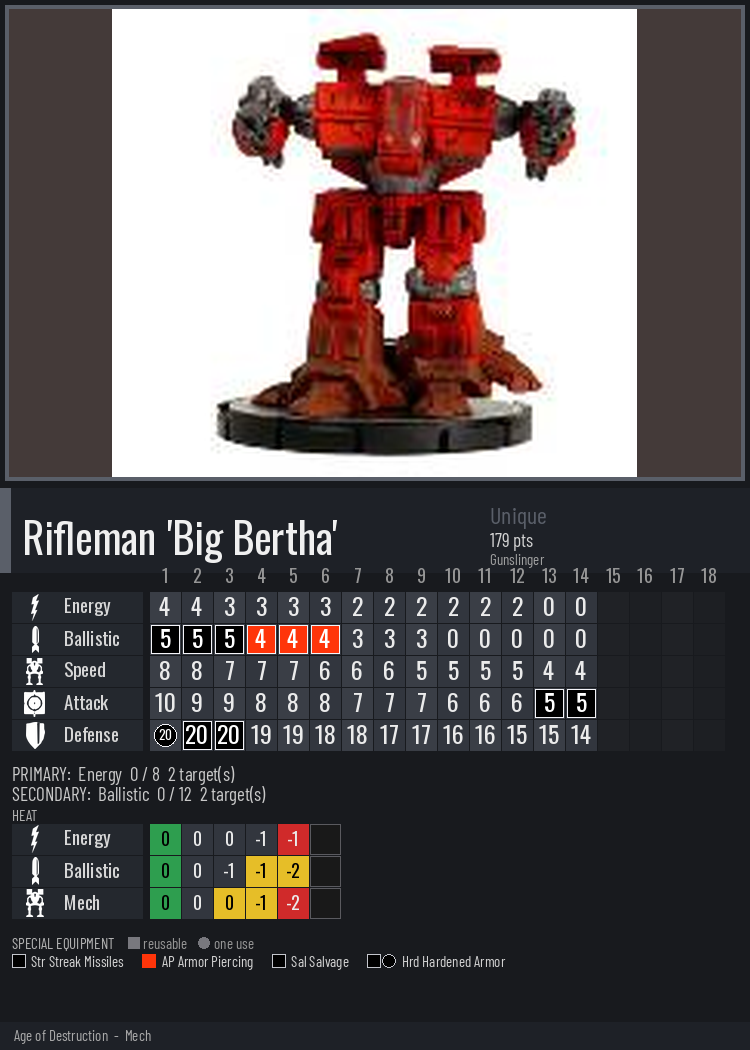 Rifleman 'Big Bertha'
Unique
179 pts
Gunslinger
1 2 3 4 5 6 7 8 9 10 11 12 13 14 15 16 17 18
Energy 4 4 3 3 3 3 2 2 2 2 2 2 0 0
Ballistic 5 5 5 4 4 4 3 3 3 0 0 0 0 0
Speed 8 8 7 7 7 6 6 6 5 5 5 5 4 4
Attack 10 9 9 8 8 8 7 7 7 6 6 6 5 5
Defense 20 20 20 19 19 18 18 17 17 16 16 15 15 14
PRIMARY: Energy 0 / 8 2 target(s)
SECONDARY: Ballistic 0 / 12 2 target(s)
HEAT
Energy 0 0 0 -1 -1
Ballistic 0 0 -1 -1 -2
Mech 0 0 0 -1 -2
SPECIAL EQUIPMENT reusable one use
Str Streak Missiles AP Armor Piercing Sal Salvage Hrd Hardened Armor
Age of Destruction - Mech